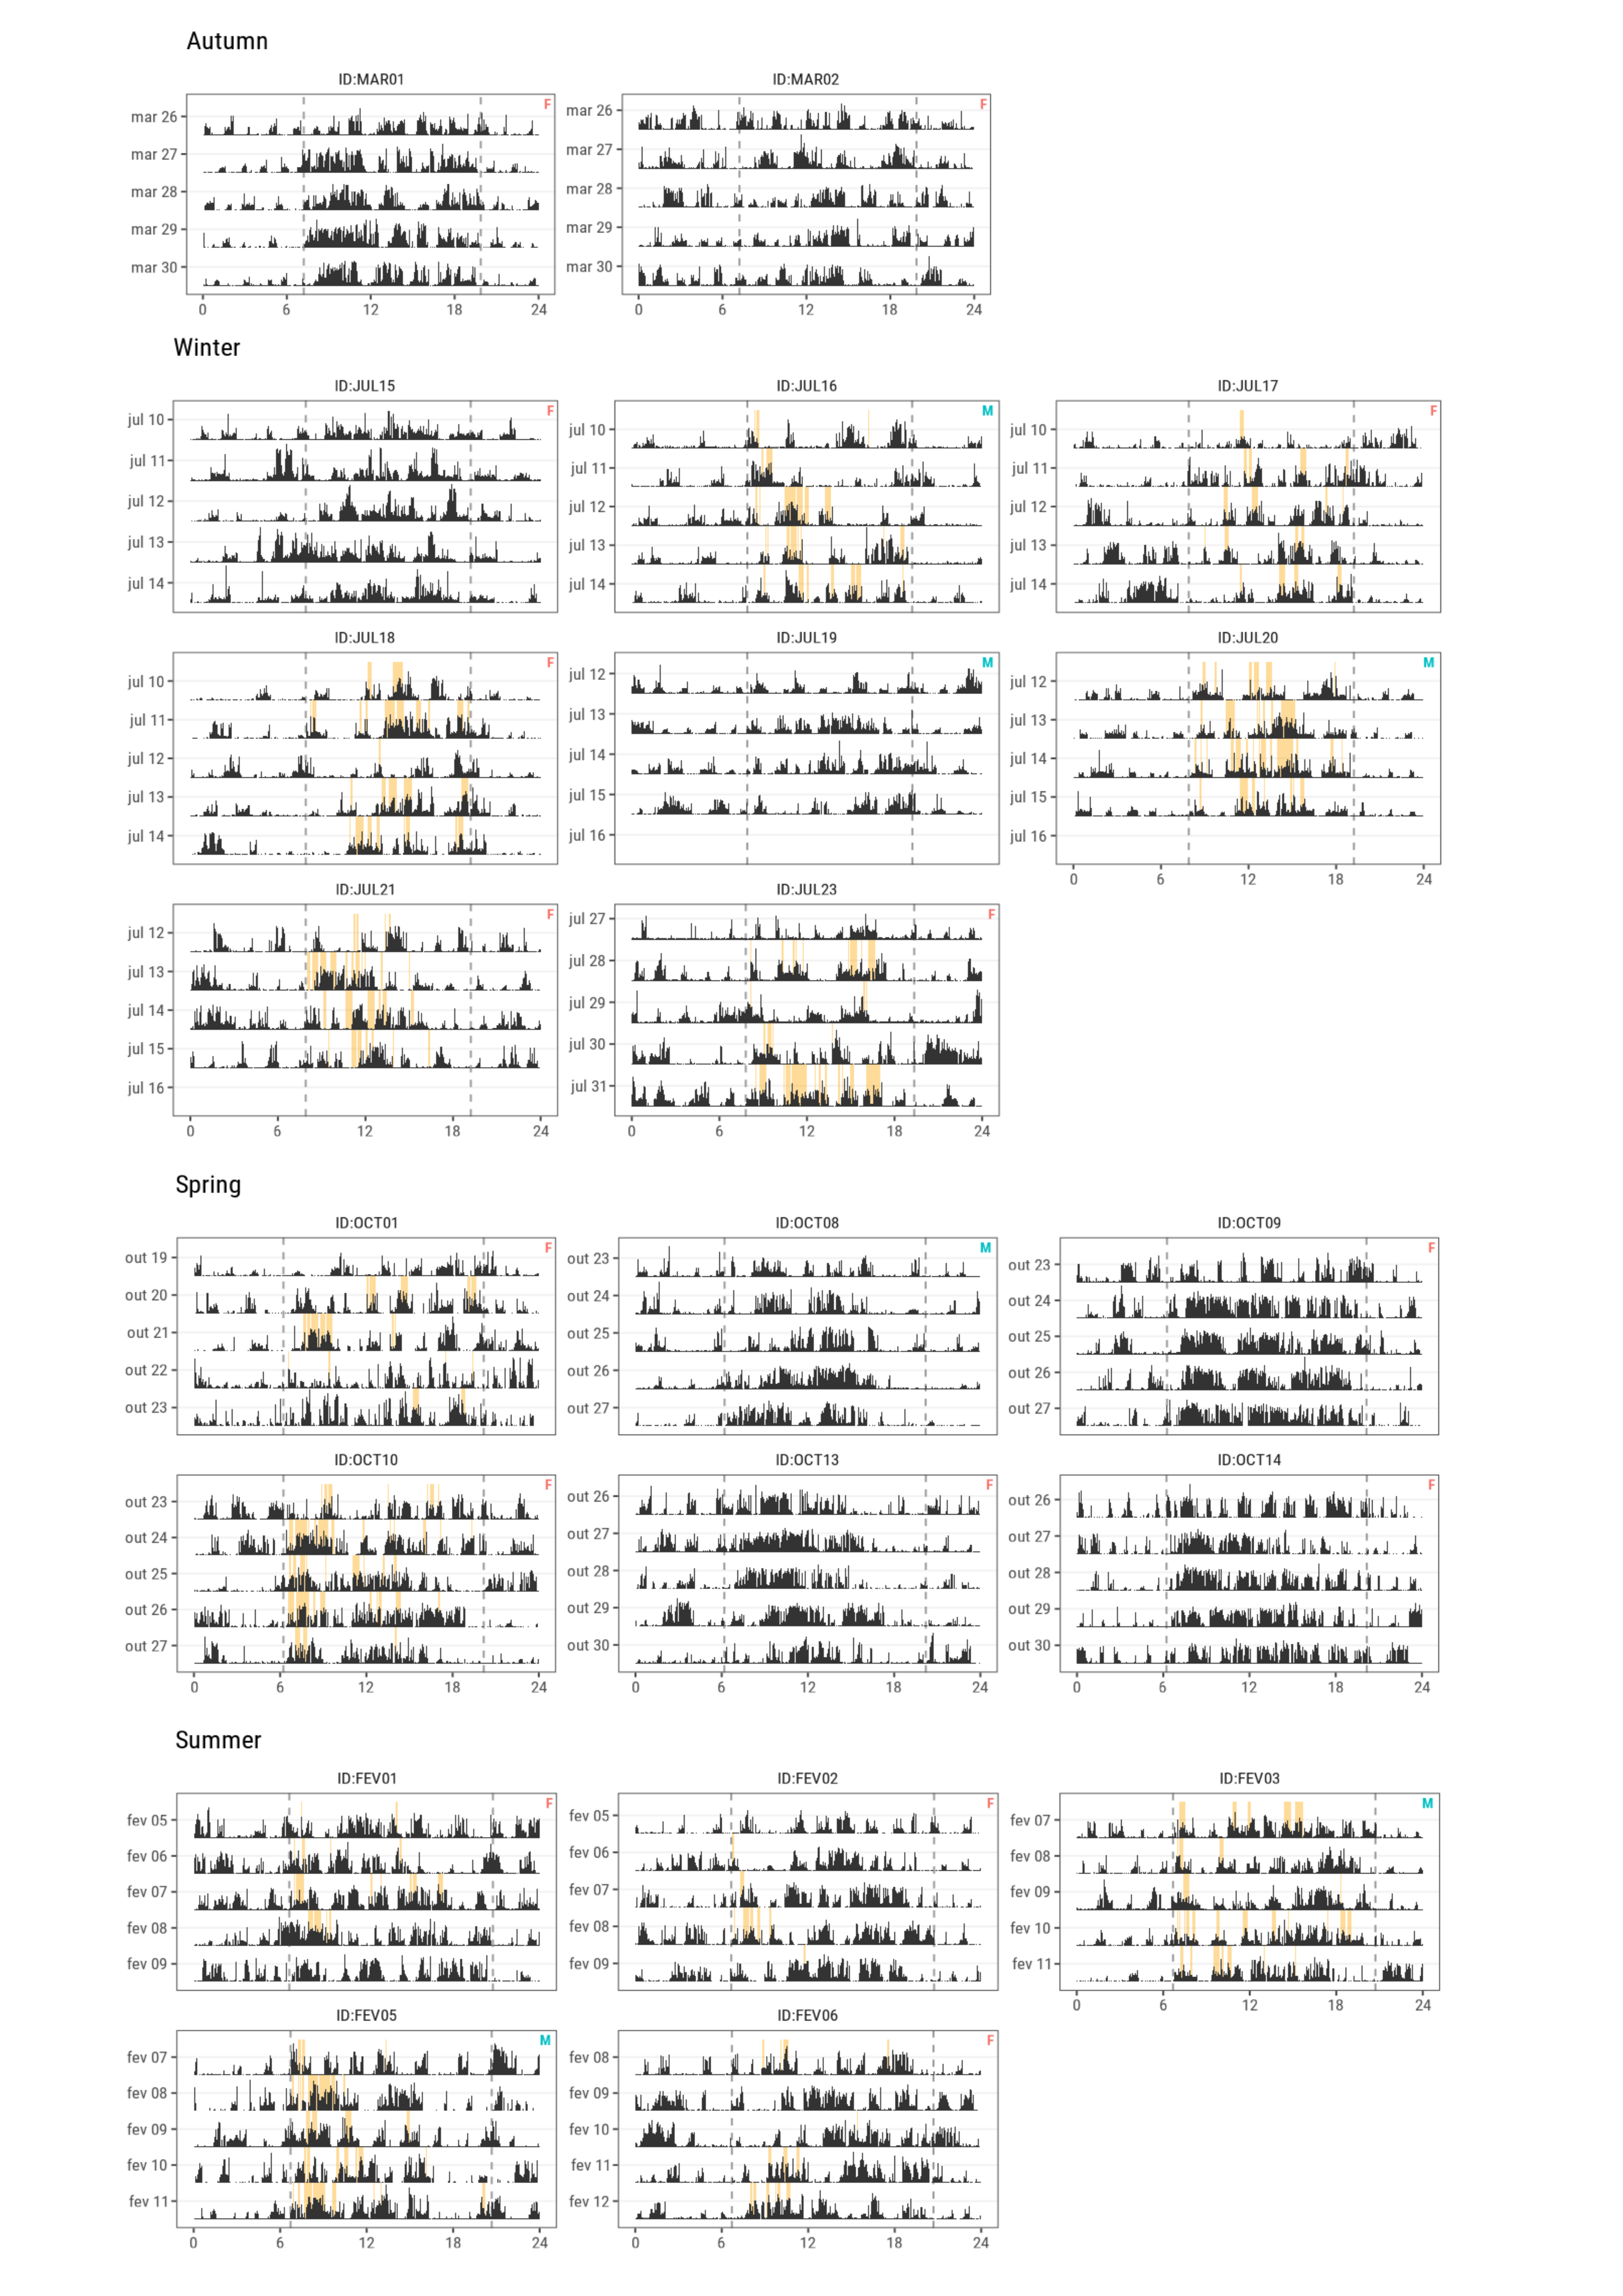 Autumn
ID:MAR01 ID:MAR02
F F
mar 26 mar 26
mar 27 mar 27
mar 28 mar 28
mar 29 mar 29
mar 30 mar 30
0 6 12 18 24 0 6 12 18 24
Winter
ID:JUL15 ID:JUL16 ID:JUL17
F M F
jul 10 jul 10 jul 10
jul 11 jul 11 jul 11
jul 12 jul 12 jul 12
jul 13 jul 13 jul 13
jul 14 jul 14 jul 14
ID:JUL18 ID:JUL19 ID:JUL20
F M M
jul 10 jul 12 jul 12
jul 11 jul 13 jul 13
jul 12 jul 14 jul 14
jul 13 jul 15 jul 15
jul 14 jul 16 jul 16
0 6 12 18 24
ID:JUL21 ID:JUL23
F F
jul 12 jul 27
jul 13 jul 28
jul 14 jul 29
jul 15 jul 30
jul 16 jul 31
0 6 12 18 24 0 6 12 18 24
Spring
ID:OCT01 ID:OCT08 ID:OCT09
F M F
out 19 out 23 out 23
out 20 out 24 out 24
out 21 out 25 out 25
out 22 out 26 out 26
out 23 out 27 out 27
ID:OCT10 ID:OCT13 ID:OCT14
F F F
out 23 out 26 out 26
out 24 out 27 out 27
out 25 out 28 out 28
out 26 out 29 out 29
out 27 out 30 out 30
0 6 12 18 24 0 6 12 18 24 0 6 12 18 24
Summer
ID:FEV01 ID:FEV02 ID:FEV03
F F M
fev 05 fev 05 fev 07
fev 06 fev 06 fev 08
fev 07 fev 07 fev 09
fev 08 fev 08 fev 10
fev 09 fev 09 fev 11
0 6 12 18 24
ID:FEV05 ID:FEV06
M F
fev 07 fev 08
fev 08 fev 09
fev 09 fev 10
fev 10 fev 11
fev 11 fev 12
0 6 12 18 24 0 6 12 18 24